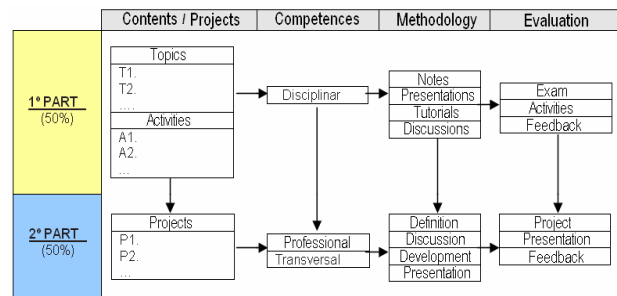 Contents / Projects Competences Methodology Evaluation
1º PART
(50%)
Topics
T1.
T2.
....
Activities
A1.
A2.
...
Disciplinar
Notes
Presentations
Tutorials
Discussions
Exam
Activities
Feedback
2º PART
(50%)
Projects
P1.
P2.
...
Professional
Transversal
Definition
Discussion
Development
Presentation
Project
Presentation
Feedback